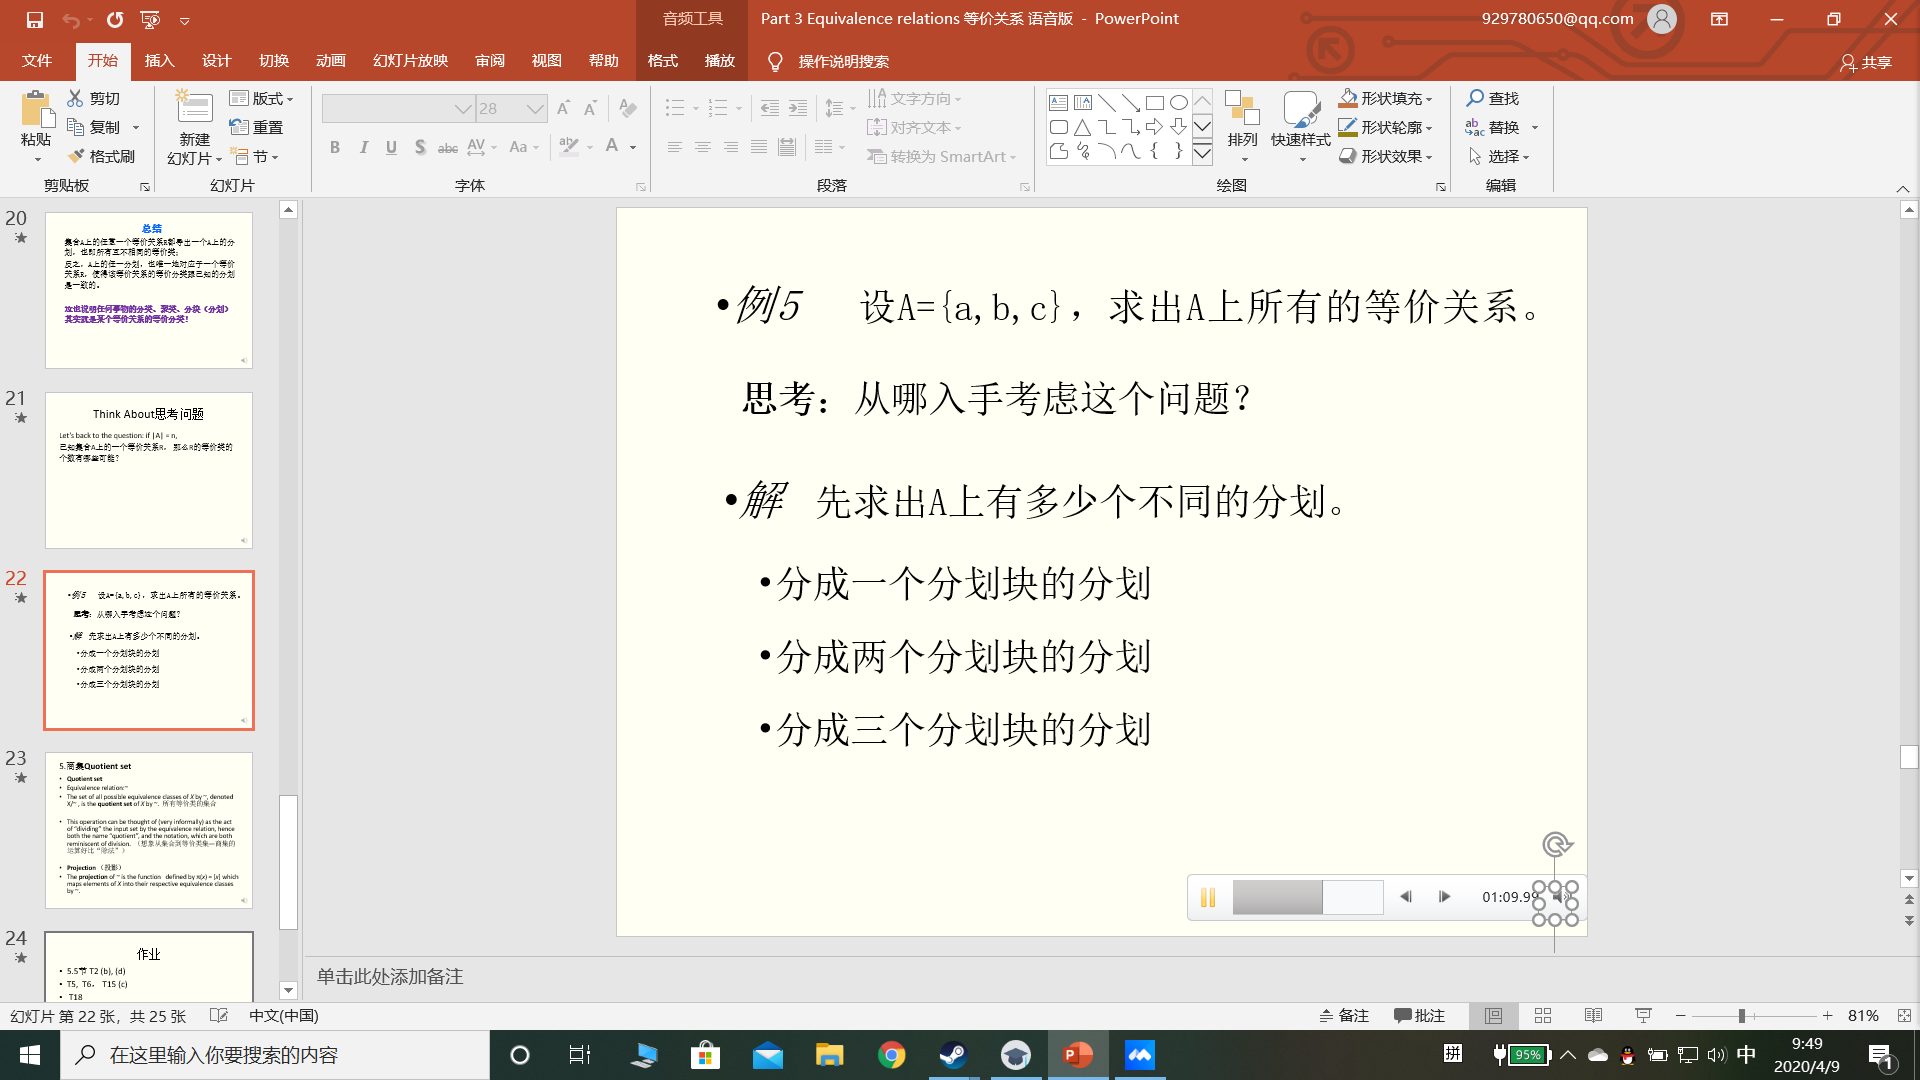 音频工具
Part 3 Equivalence relations 等价关系 语音版 - PowerPoint
929780650@qq.com
文件 开始 插入 设计 切换 动画 幻灯片放映 审阅 视图 帮助 格式 播放 操作说明搜索
共享
粘贴
剪切
复制
格式刷
剪贴板
新建
幻灯片
版式
重置
节
幻灯片
28
B I U S abc AV Aa A
字体
文字方向
对齐文本
转换为 SmartArt
段落
排列
快速样式
形状填充
形状轮廓
形状效果
绘图
查找
替换
选择
编辑
20
总结
集合A上的任意一个等价关系R都导出一个A上的分
划，也即所有互不相同的等价类；
反之，A上的任一分划，也唯一地对应于一个等价
关系R，使得该等价关系的等价分类跟已知的分划
是一致的。
这也说明任何事物的分类、聚类、分块（分划）
其实就是某个等价关系的等价分类！
21
Think About思考问题
Let's back to the question: if |A| = n,
已知集合A上的一个等价关系R，那么R的等价类的
个数有哪些可能？
22
•例5 设A={a,b,c}，求出A上所有的等价关系。
思考：从哪入手考虑这个问题？
•解 先求出A上有多少个不同的分划。
•分成一个分划块的分划
•分成两个分划块的分划
•分成三个分划块的分划
23
5.商集Quotient set
• Quotient set
• Equivalence relation:~
• The set of all possible equivalence classes of X by ~, denoted
X/~ , is the quotient set of X by ~. 所有等价类的集合
• This operation can be thought of (very informally) as the act
of "dividing" the input set by the equivalence relation, hence
both the name "quotient", and the notation, which are both
reminiscent of division. （想象从集合到等价类集—商集的
运算好比"除法"）
• Projection （投影）
• The projection of ~ is the function defined by π(x) = [x] which
maps elements of X into their respective equivalence classes
by ~.
24
作业
• 5.5节 T2 (b), (d)
• T5, T6, T15 (c)
• T18
•例5 设A={a,b,c}，求出A上所有的等价关系。
思考：从哪入手考虑这个问题？
•解 先求出A上有多少个不同的分划。
•分成一个分划块的分划
•分成两个分划块的分划
•分成三个分划块的分划
01:09.99
单击此处添加备注
幻灯片 第 22 张，共 25 张 中文(中国)
备注 批注 81%
在这里输入你要搜索的内容
拼 95% 中
9:49
2020/4/9
1